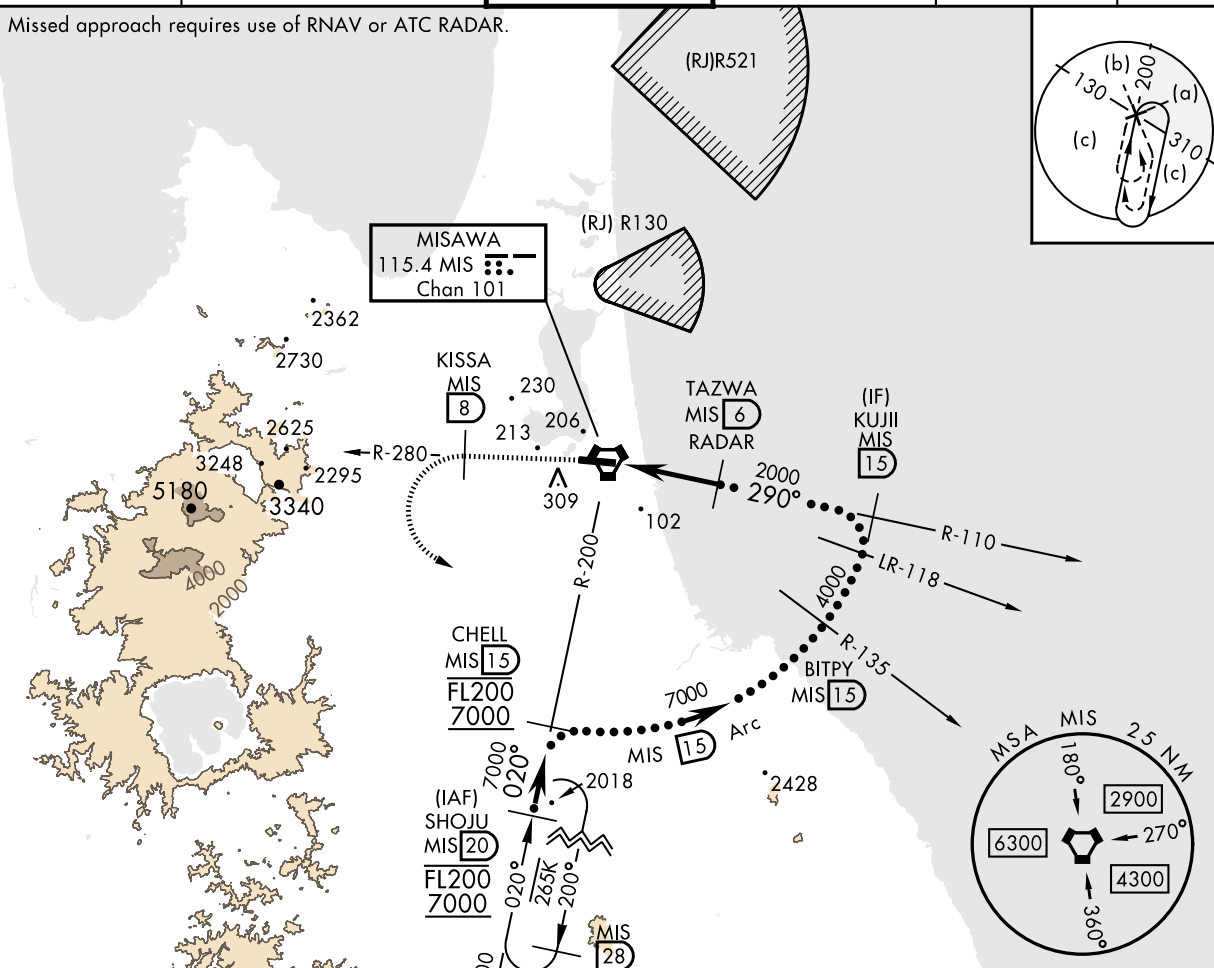 Missed approach requires use of RNAV or ATC RADAR.
(RJ)R521
(b)
200
130
(a)
(c)
310
(c)
(RJ) R130
MISAWA
115.4 MIS
Chan 101
2362
2730
KISSA
MIS
8
230
206
213
TAZWA
MIS 6
RADAR
(IF)
KUJII
MIS
15
2625
3248
2295
R-280
5180
3340
309
102
2000
290°
R-110
LR-118
R-200
4000
4000
2000
R-135
CHELL
MIS 15
FL200
7000
BITPY
MIS 15
7000
MIS 15 Arc
7000
020°
2018
2428
(IAF)
SHOJU
MIS 20
FL200
7000
020°
265K
200°
MIS
28
MSA MIS 25 NM
180°
2900
6300
270°
4300
360°